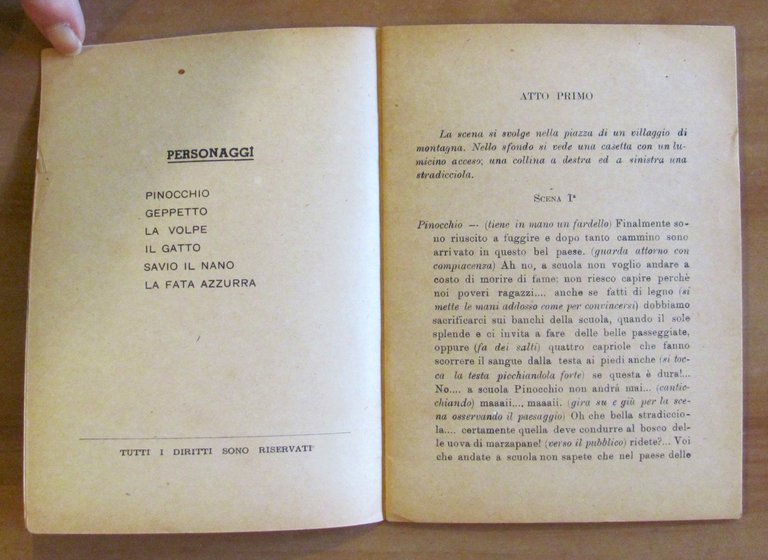 PERSONAGGI
PINOCCHIO
GEPPETTO
LA VOLPE
IL GATTO
SAVIO IL NANO
LA FATA AZZURRA
TUTTI I DIRITTI SONO RISERVATI
ATTO PRIMO
La scena si svolge nella piazza di un villaggio di
montagna. Nello sfondo si vede una casetta con un lu-
micino acceso; una collina a destra ed a sinistra una
stradicciola.
SCENA Iª
Pinocchio — (tiene in mano un fardello) Finalmente so-
no riuscito a fuggire e dopo tanto cammino sono
arrivato in questo bel paese. (guarda attorno con
compiacenza) Ah no, a scuola non voglio andare a
costo di morire di fame; non riesco capire perchè
noi poveri ragazzi.... anche se fatti di legno (si
mette le mani addosso come per convincersi) dobbiamo
sacrificarci sui banchi della scuola, quando il sole
splende e ci invita a fare delle belle passeggiate,
oppure (fa dei salti) quattro capriole che fanno
scorrere il sangue dalla testa ai piedi anche (si toc-
ca la testa picchiandola forte) se questa è dura!...
No.... a scuola Pinocchio non andrà mai... (cantic-
chiando) maaaii.... maaaii. (gira su e giù per la sce-
na osservando il paesaggio) Oh che bella stradiccio-
la.... certamente quella deve condurre al bosco del-
le uova di marzapane! (verso il pubblico) ridete?... Voi
che andate a scuola non sapete che nel paese delle